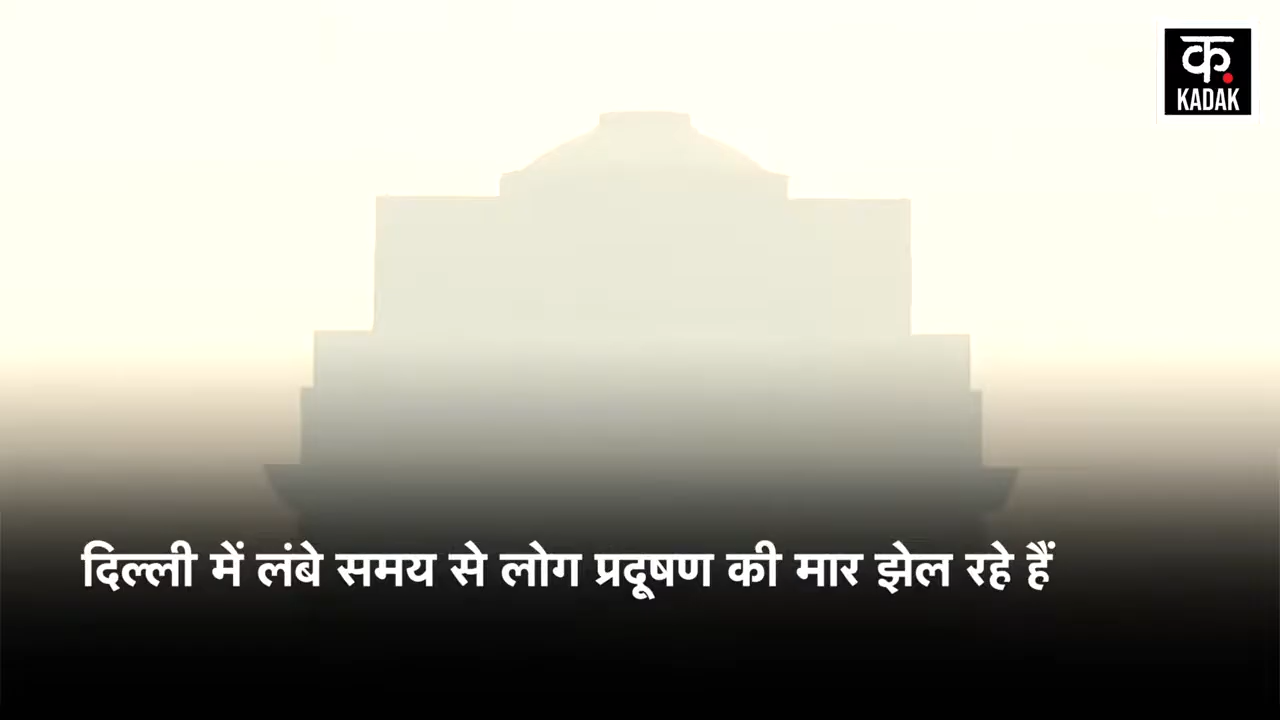 क.
KADAK
दिल्ली में लंबे समय से लोग प्रदूषण की मार झेल रहे हैं